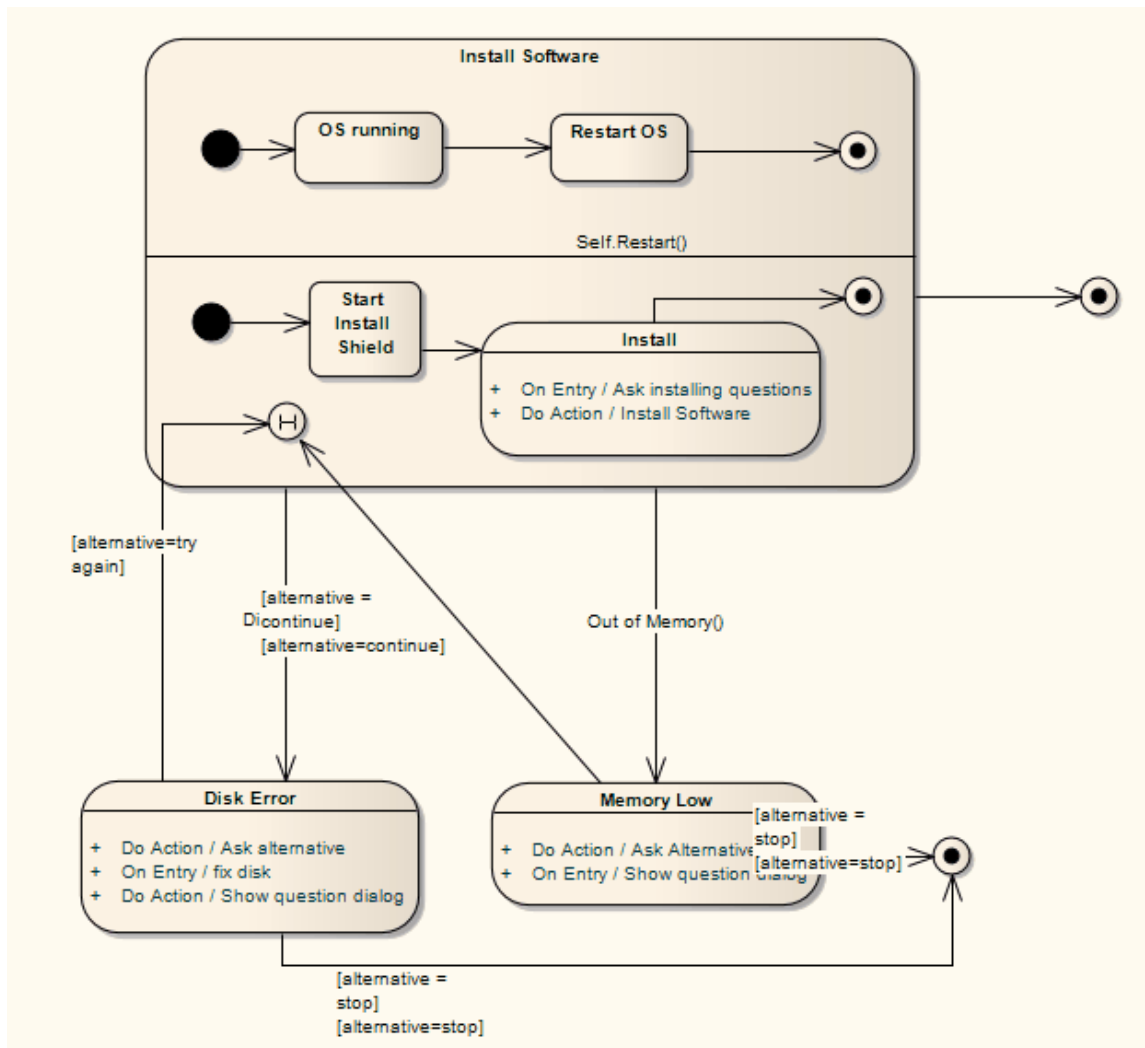 Install Software
OS running
Restart OS
Self.Restart()
Start
Install
Shield
Install
+ On Entry / Ask installing questions
+ Do Action / Install Software
H
[alternative=try
again]
[alternative =
continue]
[alternative=continue]
Out of Memory()
Disk Error
+ Do Action / Ask alternative
+ On Entry / fix disk
+ Do Action / Show question dialog
Memory Low
+ Do Action / Ask Alternative
+ On Entry / Show question dialog
[alternative =
stop]
[alternative=stop]
[alternative =
stop]
[alternative=stop]